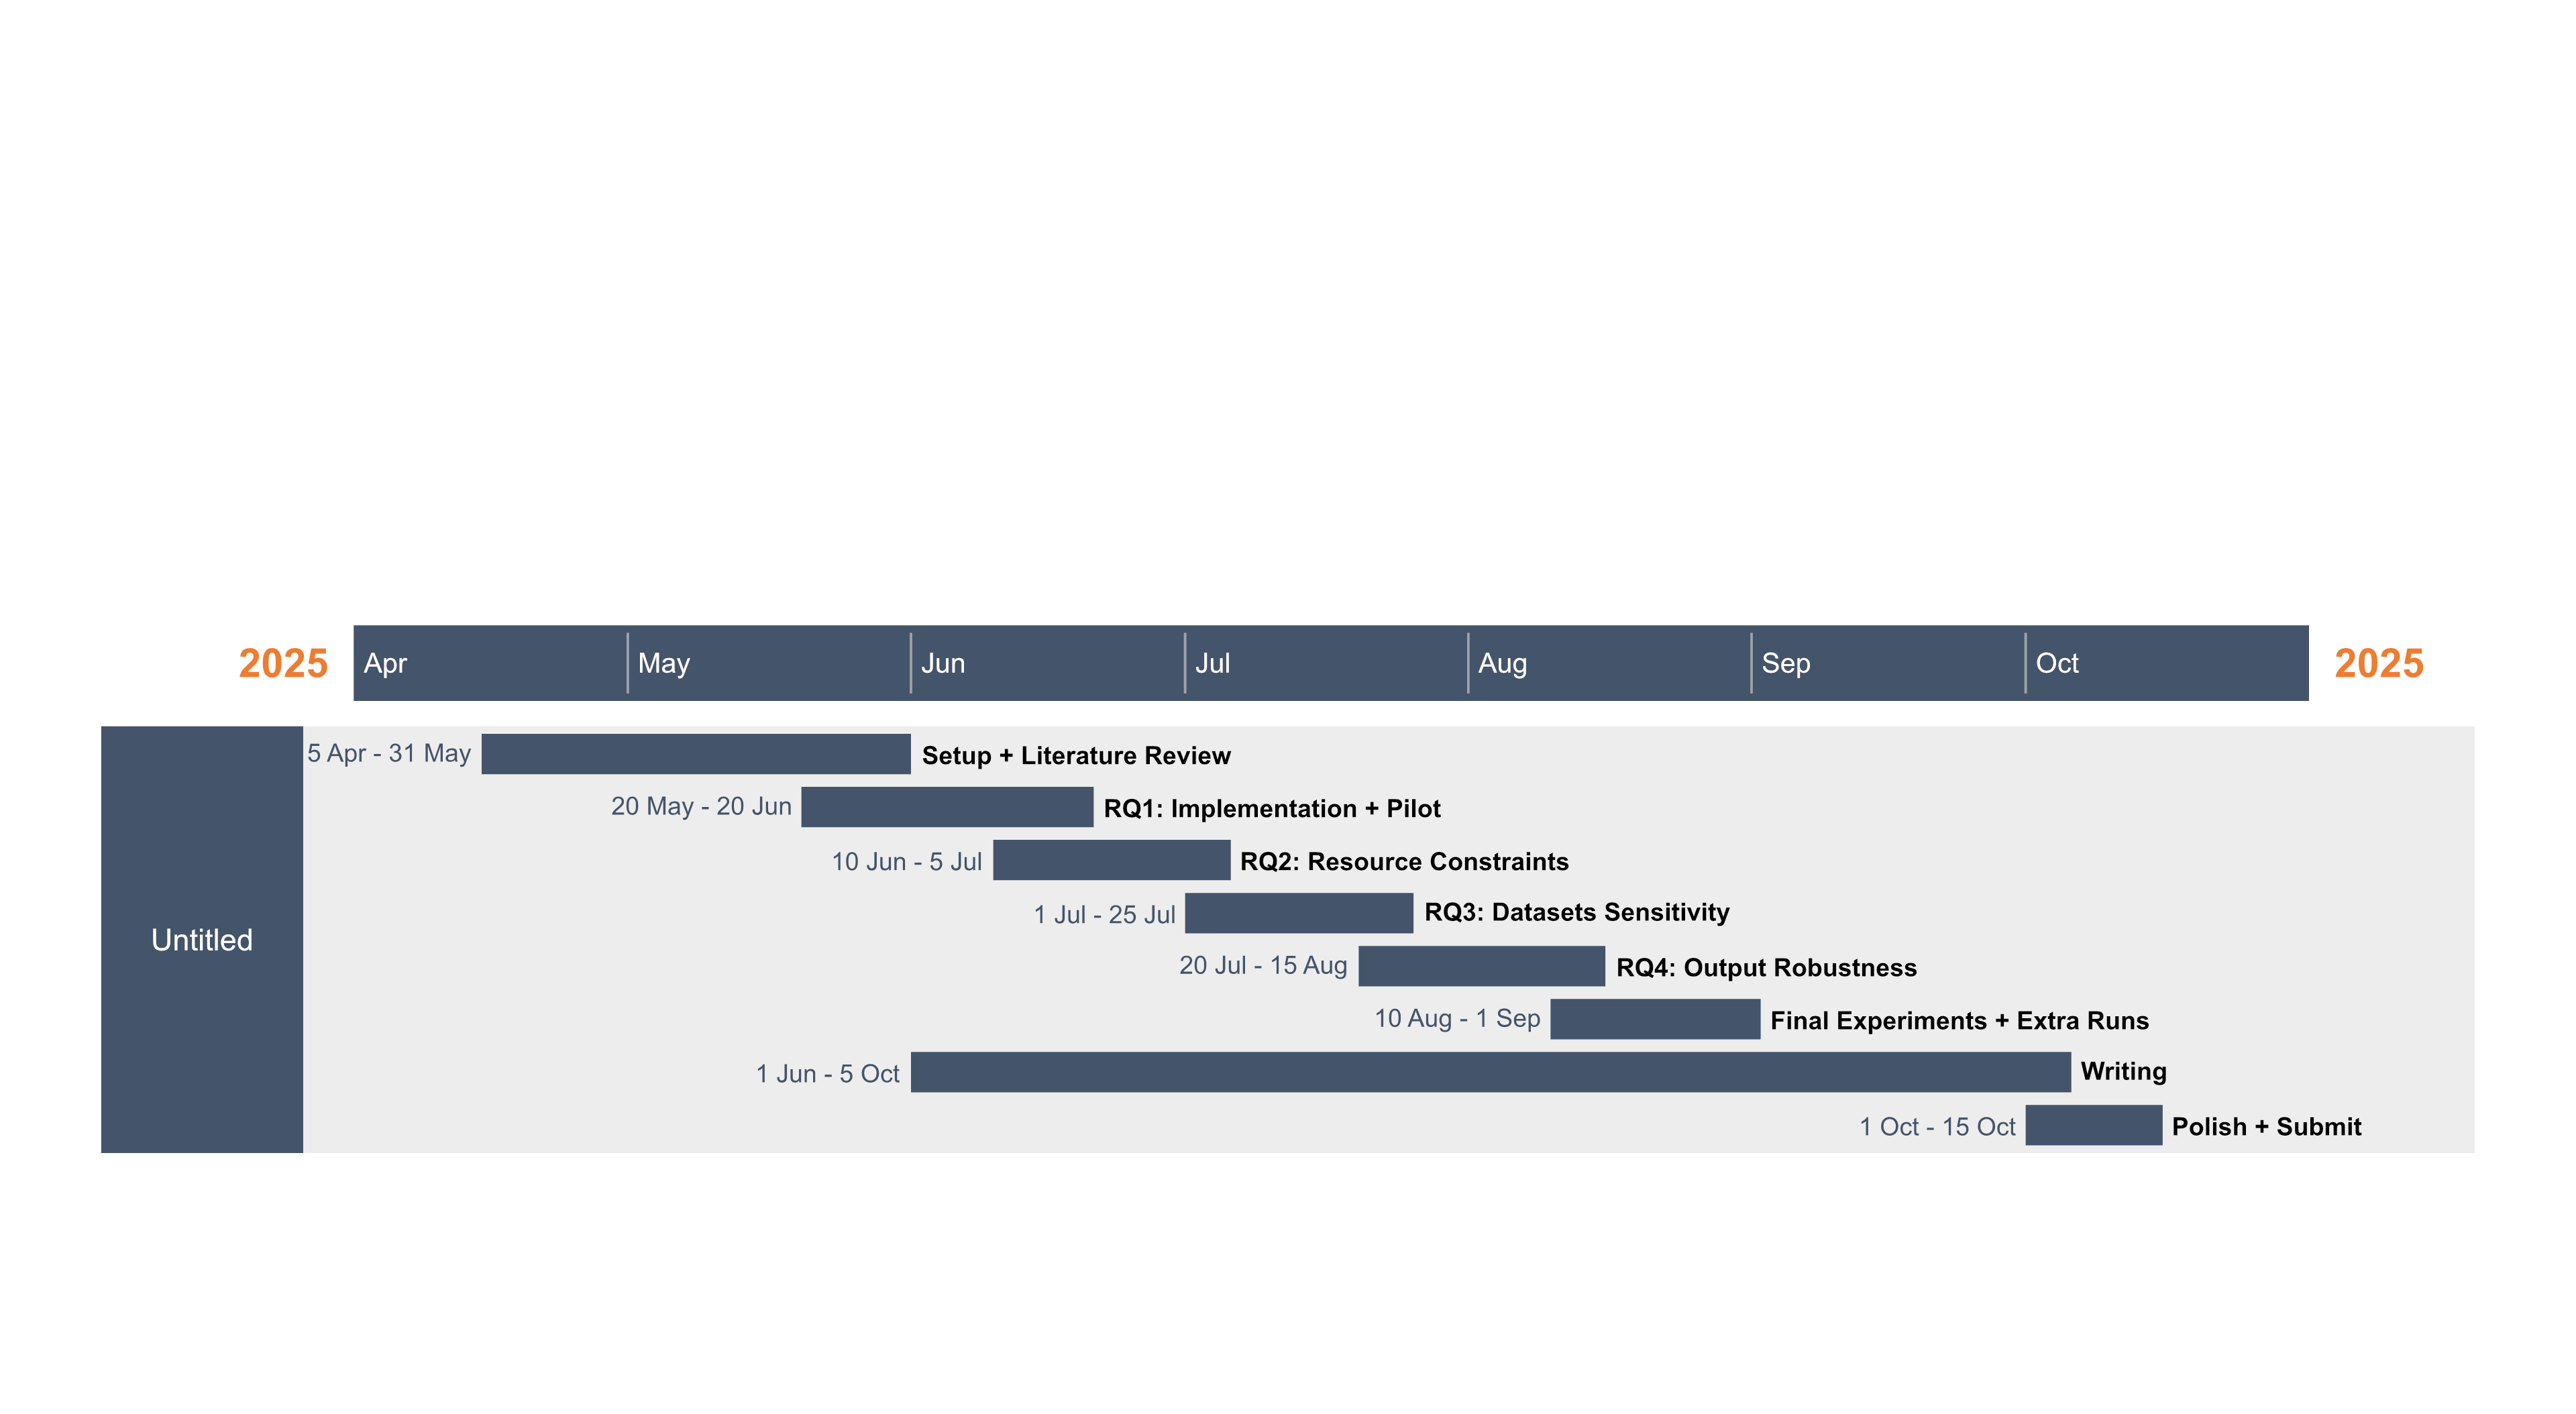 2025 Apr May Jun Jul Aug Sep Oct 2025
Untitled
5 Apr - 31 May Setup + Literature Review
20 May - 20 Jun RQ1: Implementation + Pilot
10 Jun - 5 Jul RQ2: Resource Constraints
1 Jul - 25 Jul RQ3: Datasets Sensitivity
20 Jul - 15 Aug RQ4: Output Robustness
10 Aug - 1 Sep Final Experiments + Extra Runs
1 Jun - 5 Oct Writing
1 Oct - 15 Oct Polish + Submit